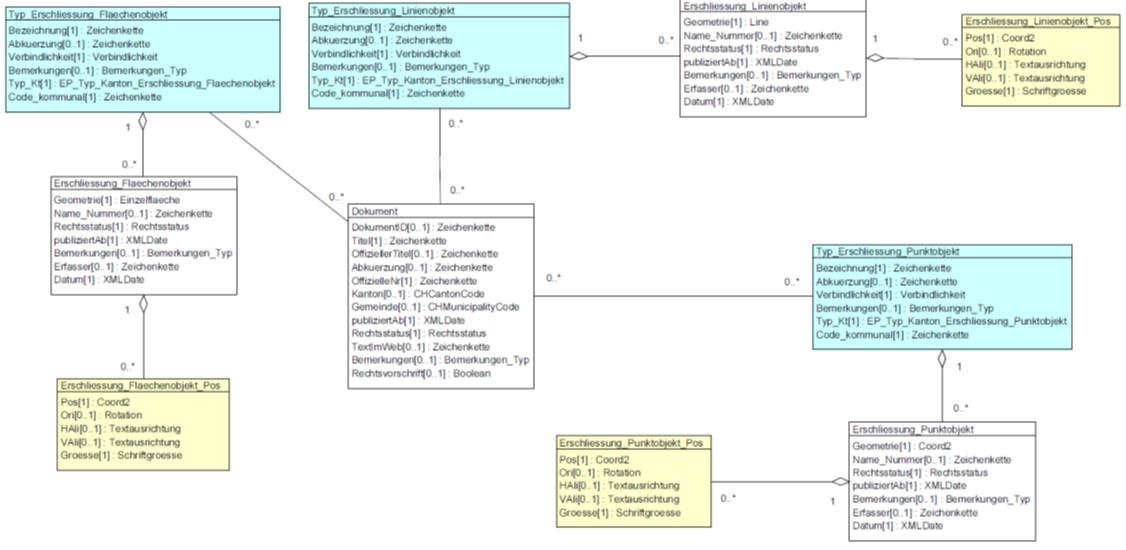 Typ_Erschliessung_Flaechenobjekt
Bezeichnung[1] : Zeichenkette
Abkuerzung[0..1] : Zeichenkette
Verbindlichkeit[1] : Verbindlichkeit
Bemerkungen[0..1] : Bemerkungen_Typ
Typ_Kt[1] : EP_Typ_Kanton_Erschliessung_Flaechenobjekt
Code_kommunal[1] : Zeichenkette
1
0..*
0..*
0..*
Typ_Erschliessung_Linienobjekt
Bezeichnung[1] : Zeichenkette
Abkuerzung[0..1] : Zeichenkette
Verbindlichkeit[1] : Verbindlichkeit
Bemerkungen[0..1] : Bemerkungen_Typ
Typ_Kt[1] : EP_Typ_Kanton_Erschliessung_Linienobjekt
Code_kommunal[1] : Zeichenkette
1
0..*
0..*
0..*
Erschliessung_Linienobjekt
Geometrie[1] : Line
Name_Nummer[0..1] : Zeichenkette
Rechtsstatus[1] : Rechtsstatus
publiziertAb[1] : XMLDate
Bemerkungen[0..1] : Bemerkungen_Typ
Erfasser[0..1] : Zeichenkette
Datum[1] : XMLDate
1
0..*
Erschliessung_Linienobjekt_Pos
Pos[1] : Coord2
Ori[0..1] : Rotation
HAli[0..1] : Textausrichtung
VAli[0..1] : Textausrichtung
Groesse[1] : Schriftgroesse
Erschliessung_Flaechenobjekt
Geometrie[1] : Einzelflaeche
Name_Nummer[0..1] : Zeichenkette
Rechtsstatus[1] : Rechtsstatus
publiziertAb[1] : XMLDate
Bemerkungen[0..1] : Bemerkungen_Typ
Erfasser[0..1] : Zeichenkette
Datum[1] : XMLDate
1
0..*
Erschliessung_Flaechenobjekt_Pos
Pos[1] : Coord2
Ori[0..1] : Rotation
HAli[0..1] : Textausrichtung
VAli[0..1] : Textausrichtung
Groesse[1] : Schriftgroesse
Dokument
DokumentID[0..1] : Zeichenkette
Titel[1] : Zeichenkette
OffiziellerTitel[0..1] : Zeichenkette
Abkuerzung[0..1] : Zeichenkette
OffizielleNr[1] : Zeichenkette
Kanton[0..1] : CHCantonCode
Gemeinde[0..1] : CHMunicipalityCode
publiziertAb[1] : XMLDate
Rechtsstatus[1] : Rechtsstatus
TextImWeb[0..1] : Zeichenkette
Bemerkungen[0..1] : Bemerkungen_Typ
Rechtsvorschrift[0..1] : Boolean
0..*
0..*
Typ_Erschliessung_Punktobjekt
Bezeichnung[1] : Zeichenkette
Abkuerzung[0..1] : Zeichenkette
Verbindlichkeit[1] : Verbindlichkeit
Bemerkungen[0..1] : Bemerkungen_Typ
Typ_Kt[1] : EP_Typ_Kanton_Erschliessung_Punktobjekt
Code_kommunal[1] : Zeichenkette
1
0..*
Erschliessung_Punktobjekt
Geometrie[1] : Coord2
Name_Nummer[0..1] : Zeichenkette
Rechtsstatus[1] : Rechtsstatus
publiziertAb[1] : XMLDate
Bemerkungen[0..1] : Bemerkungen_Typ
Erfasser[0..1] : Zeichenkette
Datum[1] : XMLDate
Erschliessung_Punktobjekt_Pos
Pos[1] : Coord2
Ori[0..1] : Rotation
HAli[0..1] : Textausrichtung
VAli[0..1] : Textausrichtung
Groesse[1] : Schriftgroesse
0..*
1